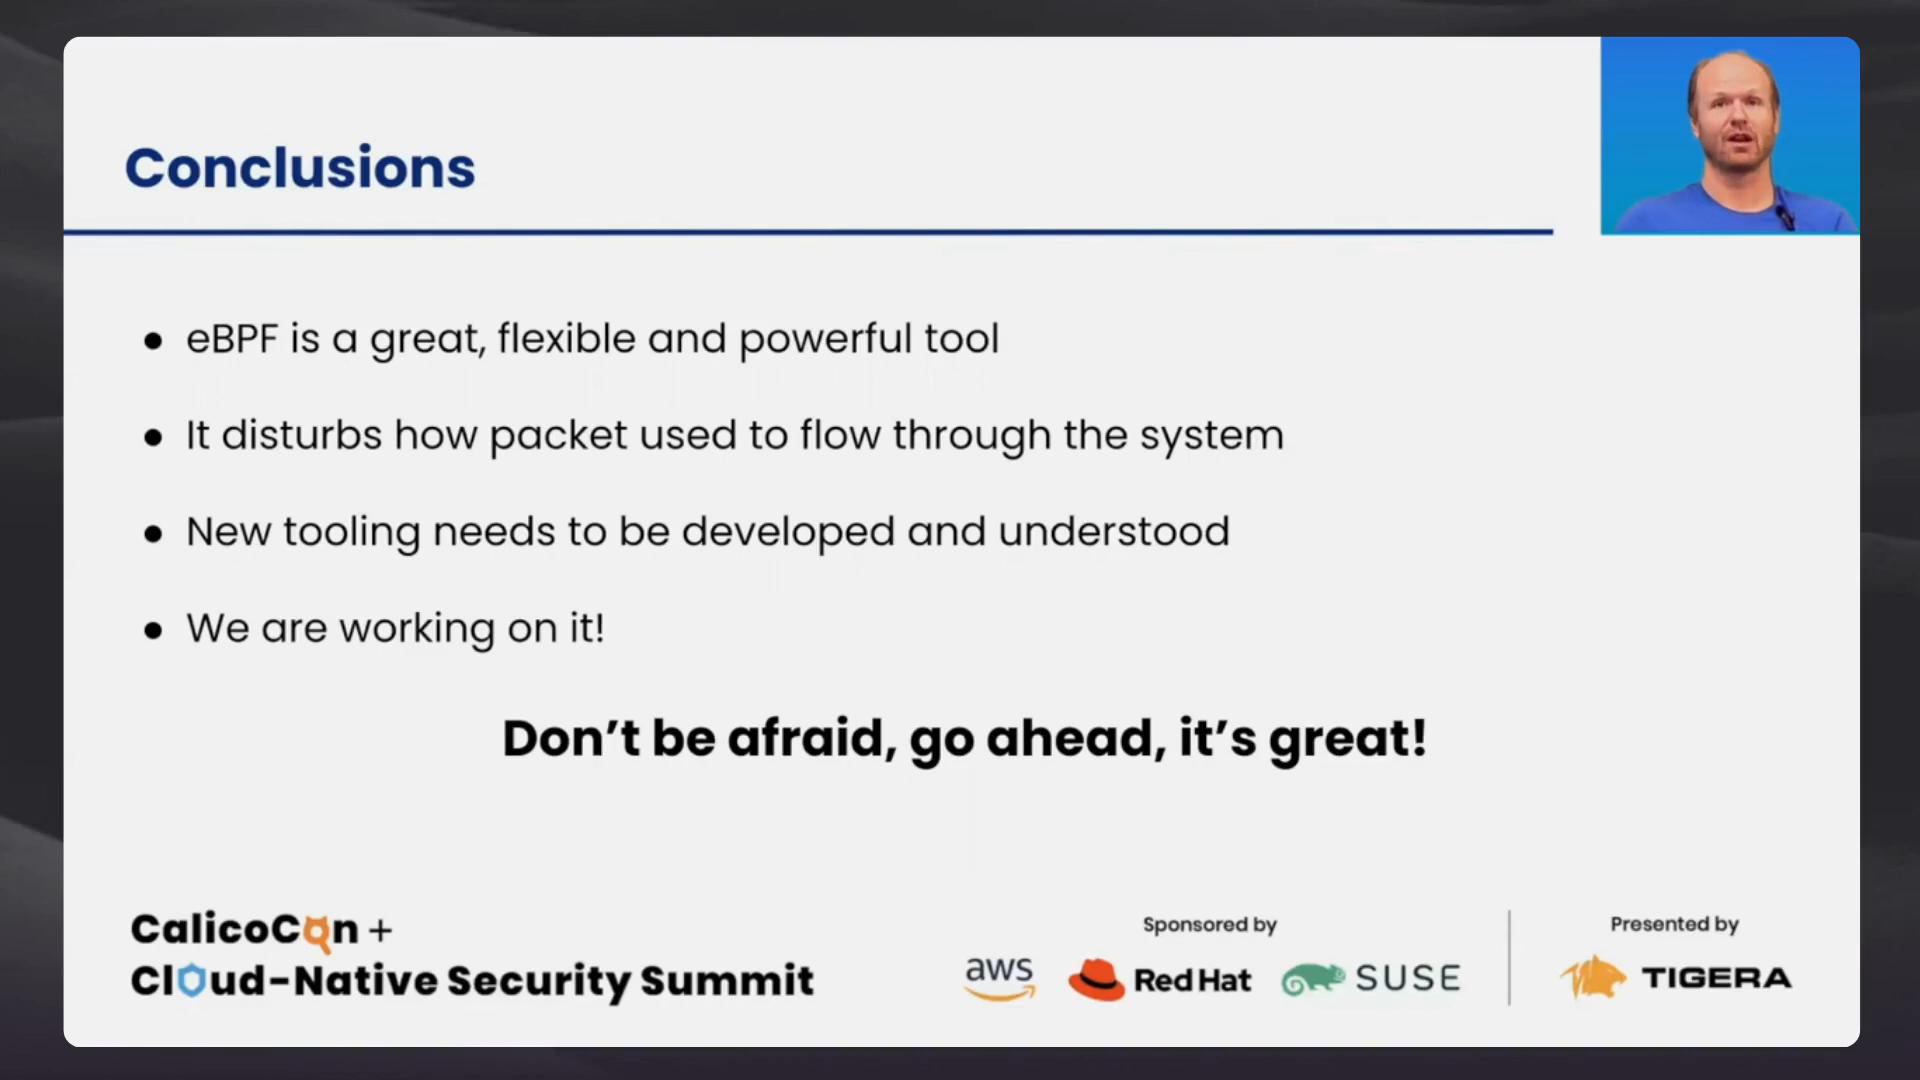 Conclusions
● eBPF is a great, flexible and powerful tool
● It disturbs how packet used to flow through the system
● New tooling needs to be developed and understood
● We are working on it!
Don’t be afraid, go ahead, it’s great!
CalicoCon +
Cloud-Native Security Summit
Sponsored by
aws Red Hat SUSE
Presented by
TIGERA